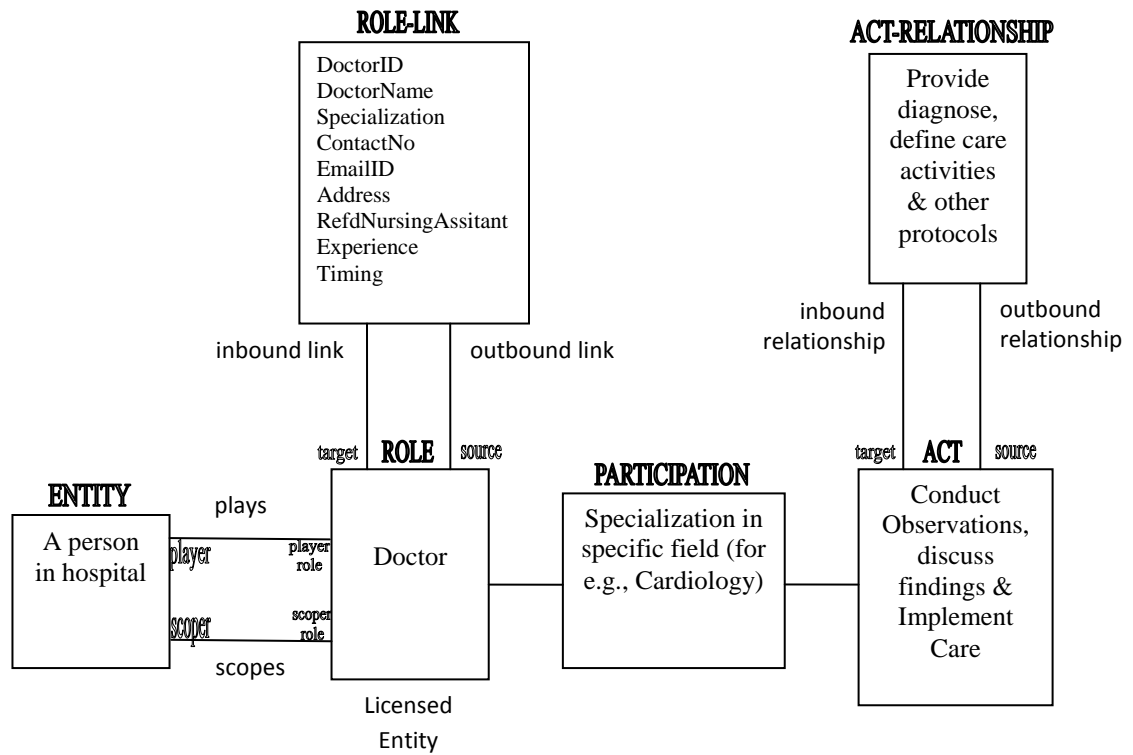 ROLE-LINK
DoctorID
DoctorName
Specialization
ContactNo
EmailID
Address
RefdNursingAssitant
Experience
Timing
ACT-RELATIONSHIP
Provide
diagnose,
define care
activities
& other
protocols
inbound link
outbound link
inbound
relationship
outbound
relationship
ENTITY
A person
in hospital
plays
player
player
role
scoper
scoper
role
scopes
target
ROLE
source
Doctor
Licensed
Entity
PARTICIPATION
Specialization in
specific field (for
e.g., Cardiology)
target
ACT
source
Conduct
Observations,
discuss
findings &
Implement
Care